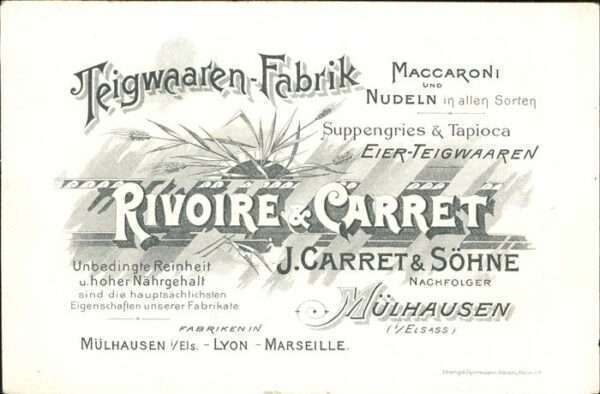 Teigwaaren-Fabrik
MACCARONI
UND
NUDELN in allen Sorten
Suppengries & Tapioca
EIER-TEIGWAAREN
RIVOIRE & CARRET
J. CARRET & SÖHNE
NACHFOLGER
MÜLHAUSEN
(i/ELSASS)
Unbedingte Reinheit
u. hoher Nährgehalt
sind die hauptsächlichsten
Eigenschaften unserer Fabrikate
FABRIKEN IN
MÜLHAUSEN i/Els. - LYON - MARSEILLE.